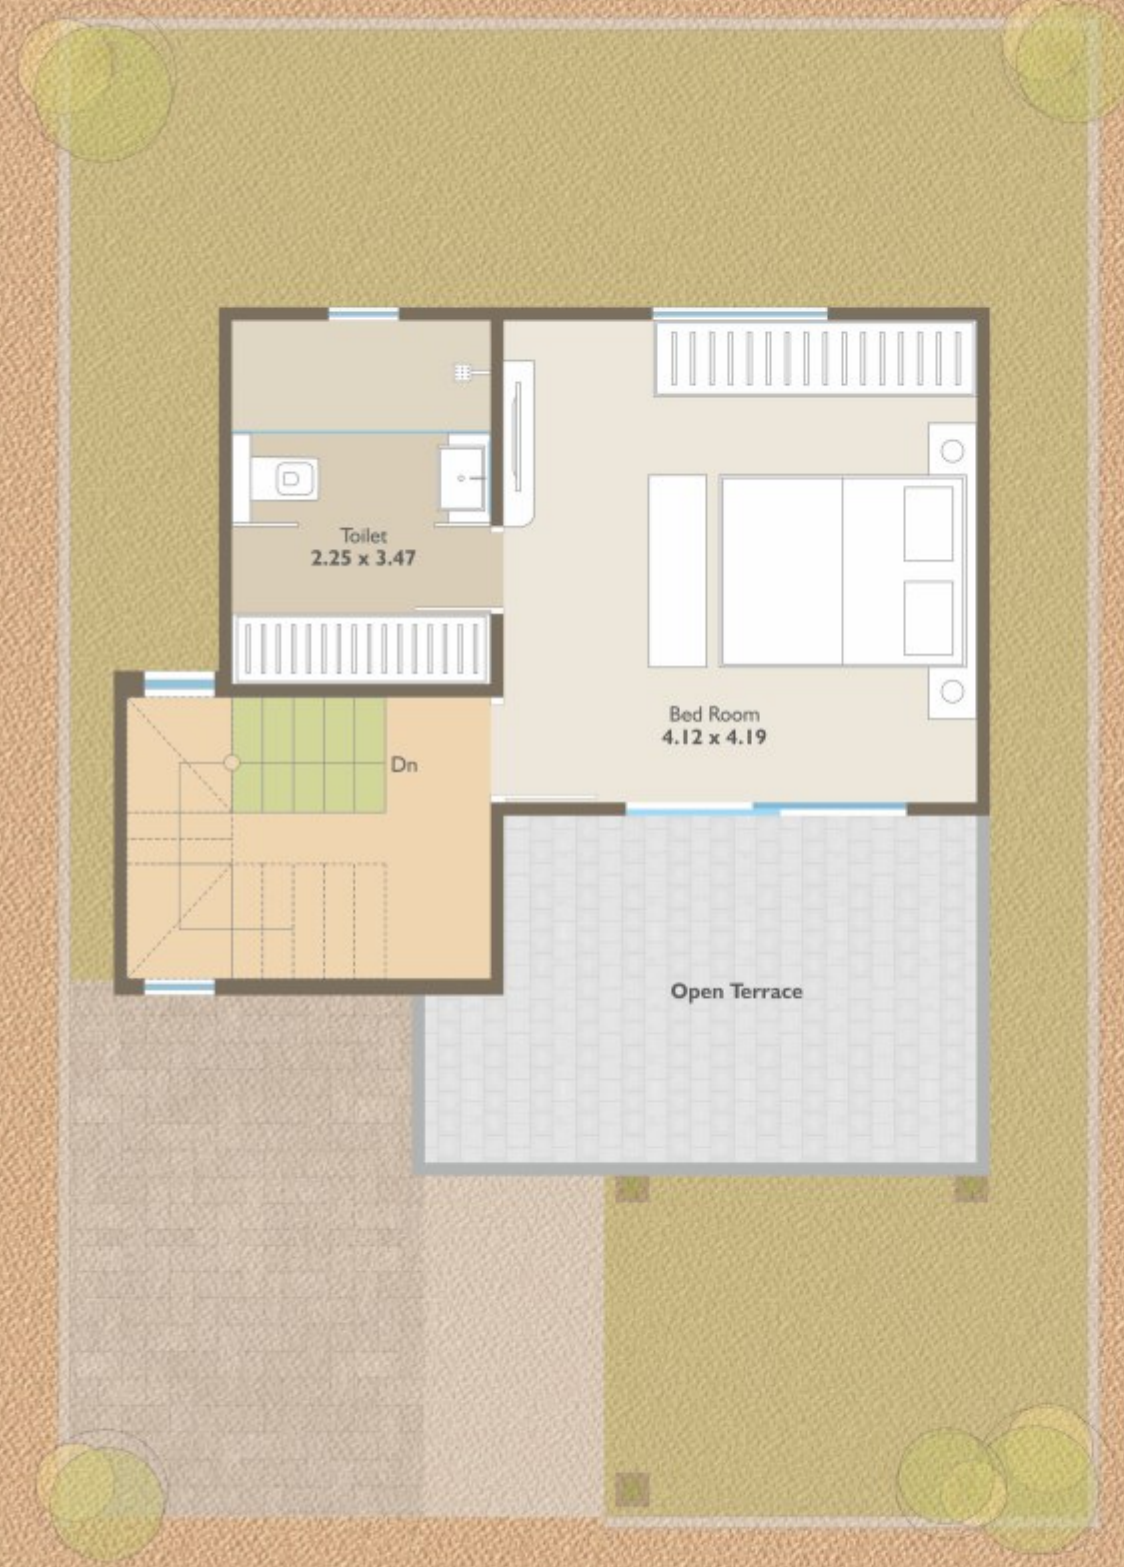 Toilet
2.25 x 3.47
Bed Room
4.12 x 4.19
Dn
Open Terrace